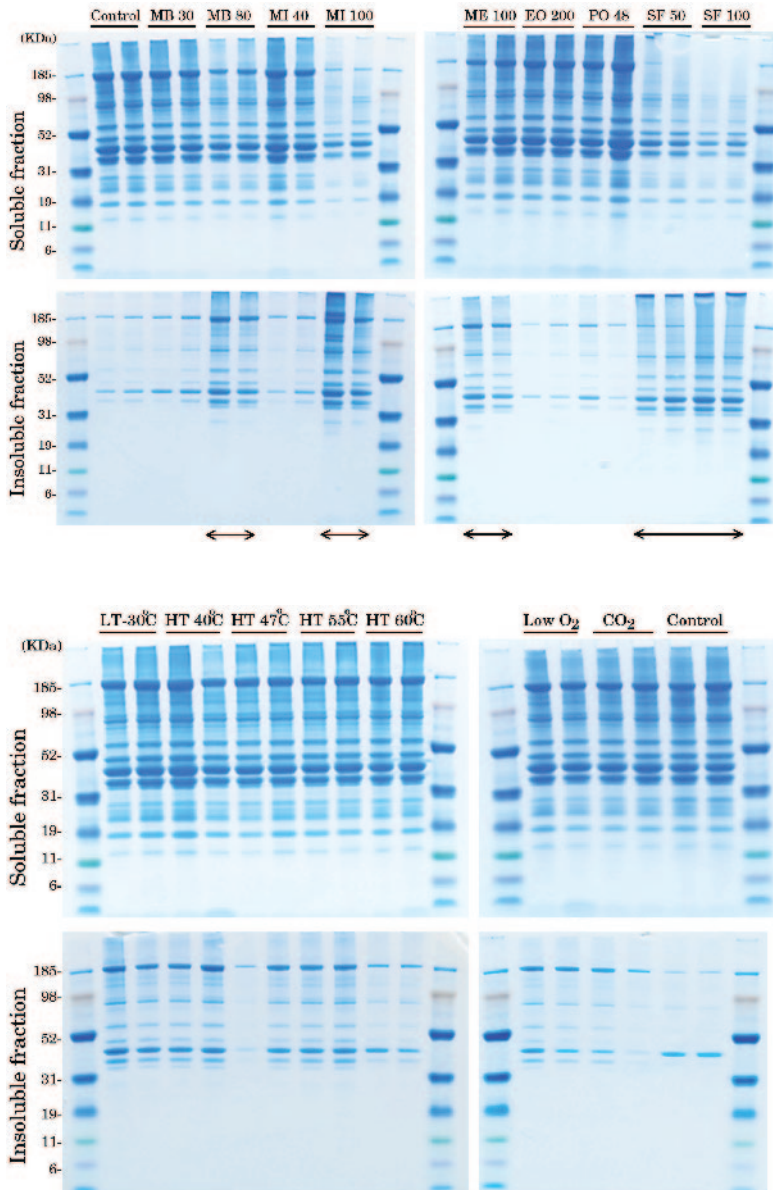 Control MB 30 MB 80 MI 40 MI 100
ME 100 EO 200 PO 48 SF 50 SF 100
(KDa)
185-
98-
52-
31-
19-
11-
6-
Soluble fraction
185-
98-
52-
31-
19-
11-
6-
Insoluble fraction
LT-30°C HT 40°C HT 47°C HT 55°C HT 60°C
Low O2 CO2 Control
(KDa)
185-
98-
52-
31-
19-
11-
6-
Soluble fraction
185-
98-
52-
31-
19-
11-
6-
Insoluble fraction